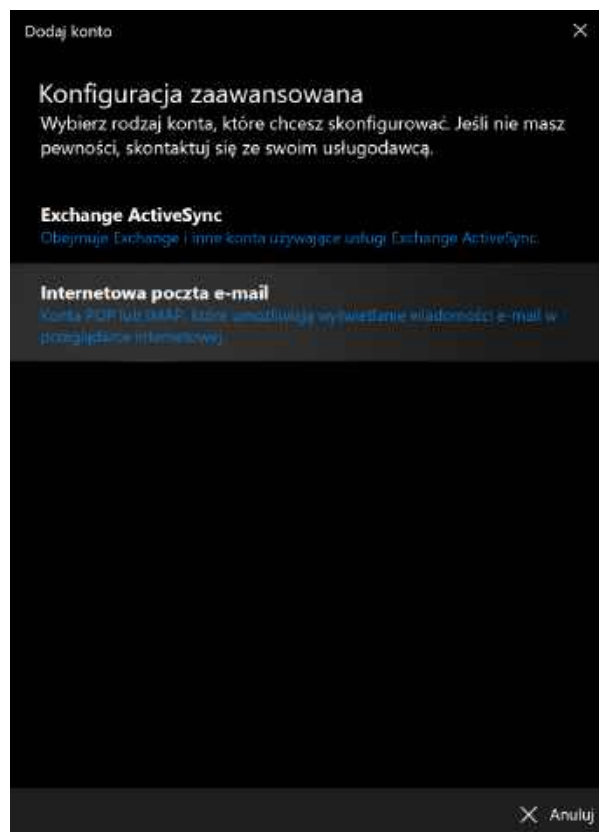 Dodaj konto
Konfiguracja zaawansowana
Wybierz rodzaj konta, które chcesz skonfigurować. Jeśli nie masz
pewności, skontaktuj się ze swoim usługodawcą.
Exchange ActiveSync
Obejmuje Exchange i inne konta używające usługi Exchange ActiveSync.
Internetowa poczta e-mail
Konta POP lub IMAP, które umożliwiają wyświetlanie wiadomości e-mail w
przeglądarce internetowej.
Anuluj